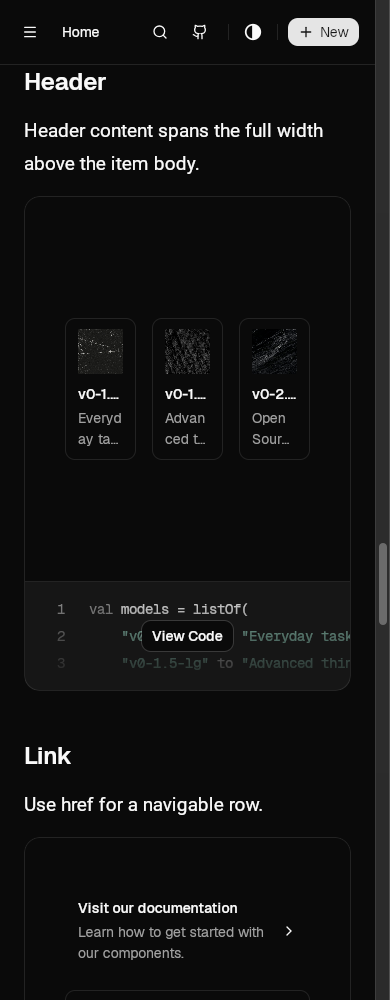 Home
New
Header
Header content spans the full width
above the item body.
v0-1....
Everyd
ay ta...
v0-1....
Advan
ced t...
v0-2....
Open
Sour...
1 val models = listOf(
2 "v0 "Everyday task
View Code
3 "v0-1.5-lg" to "Advanced thin
Link
Use href for a navigable row.
Visit our documentation
Learn how to get started with
our components.